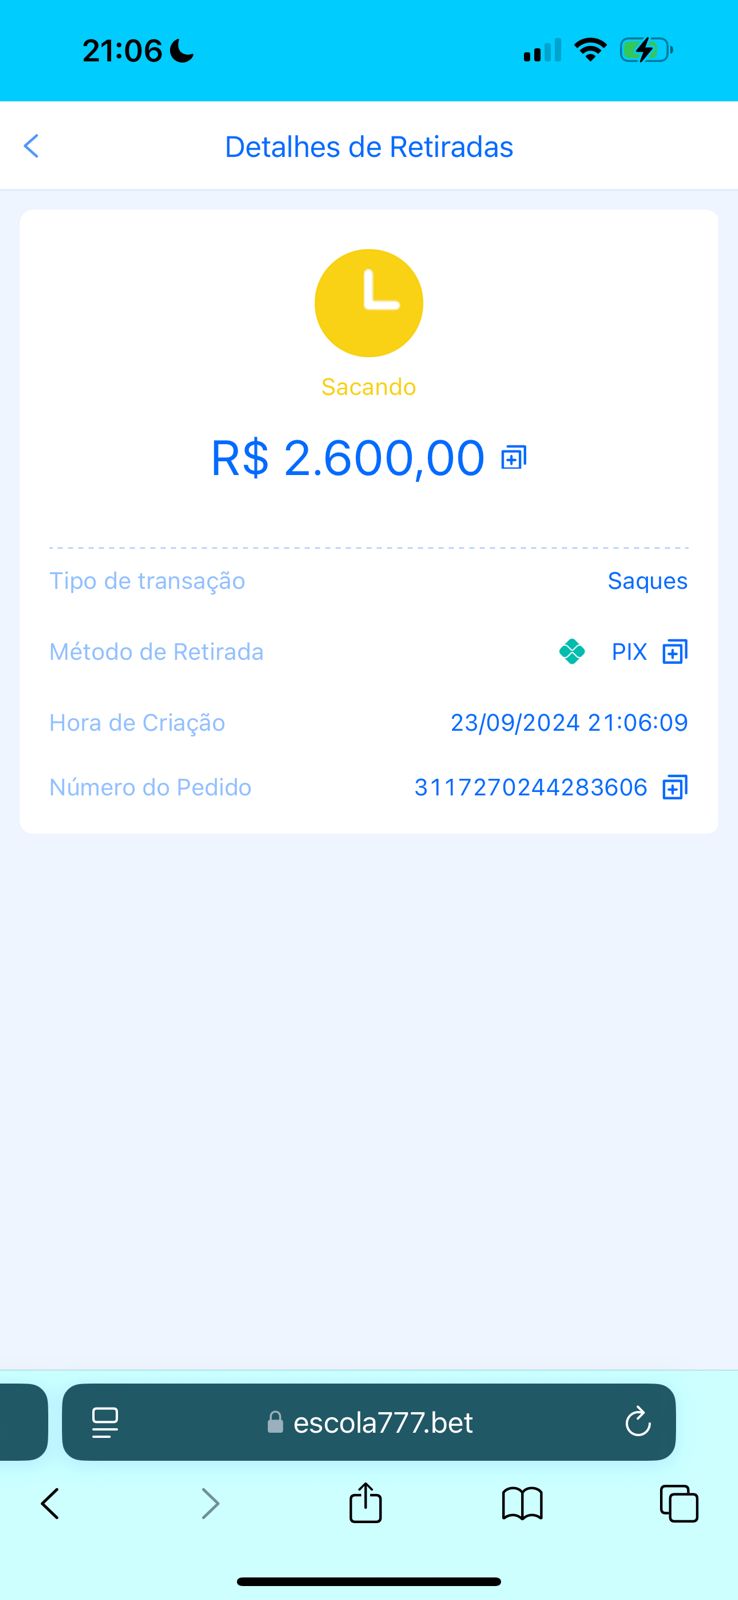 21:06
Detalhes de Retiradas
Sacando
R$ 2.600,00
Tipo de transação Saques
Método de Retirada PIX
Hora de Criação 23/09/2024 21:06:09
Número do Pedido 3117270244283606
escola777.bet